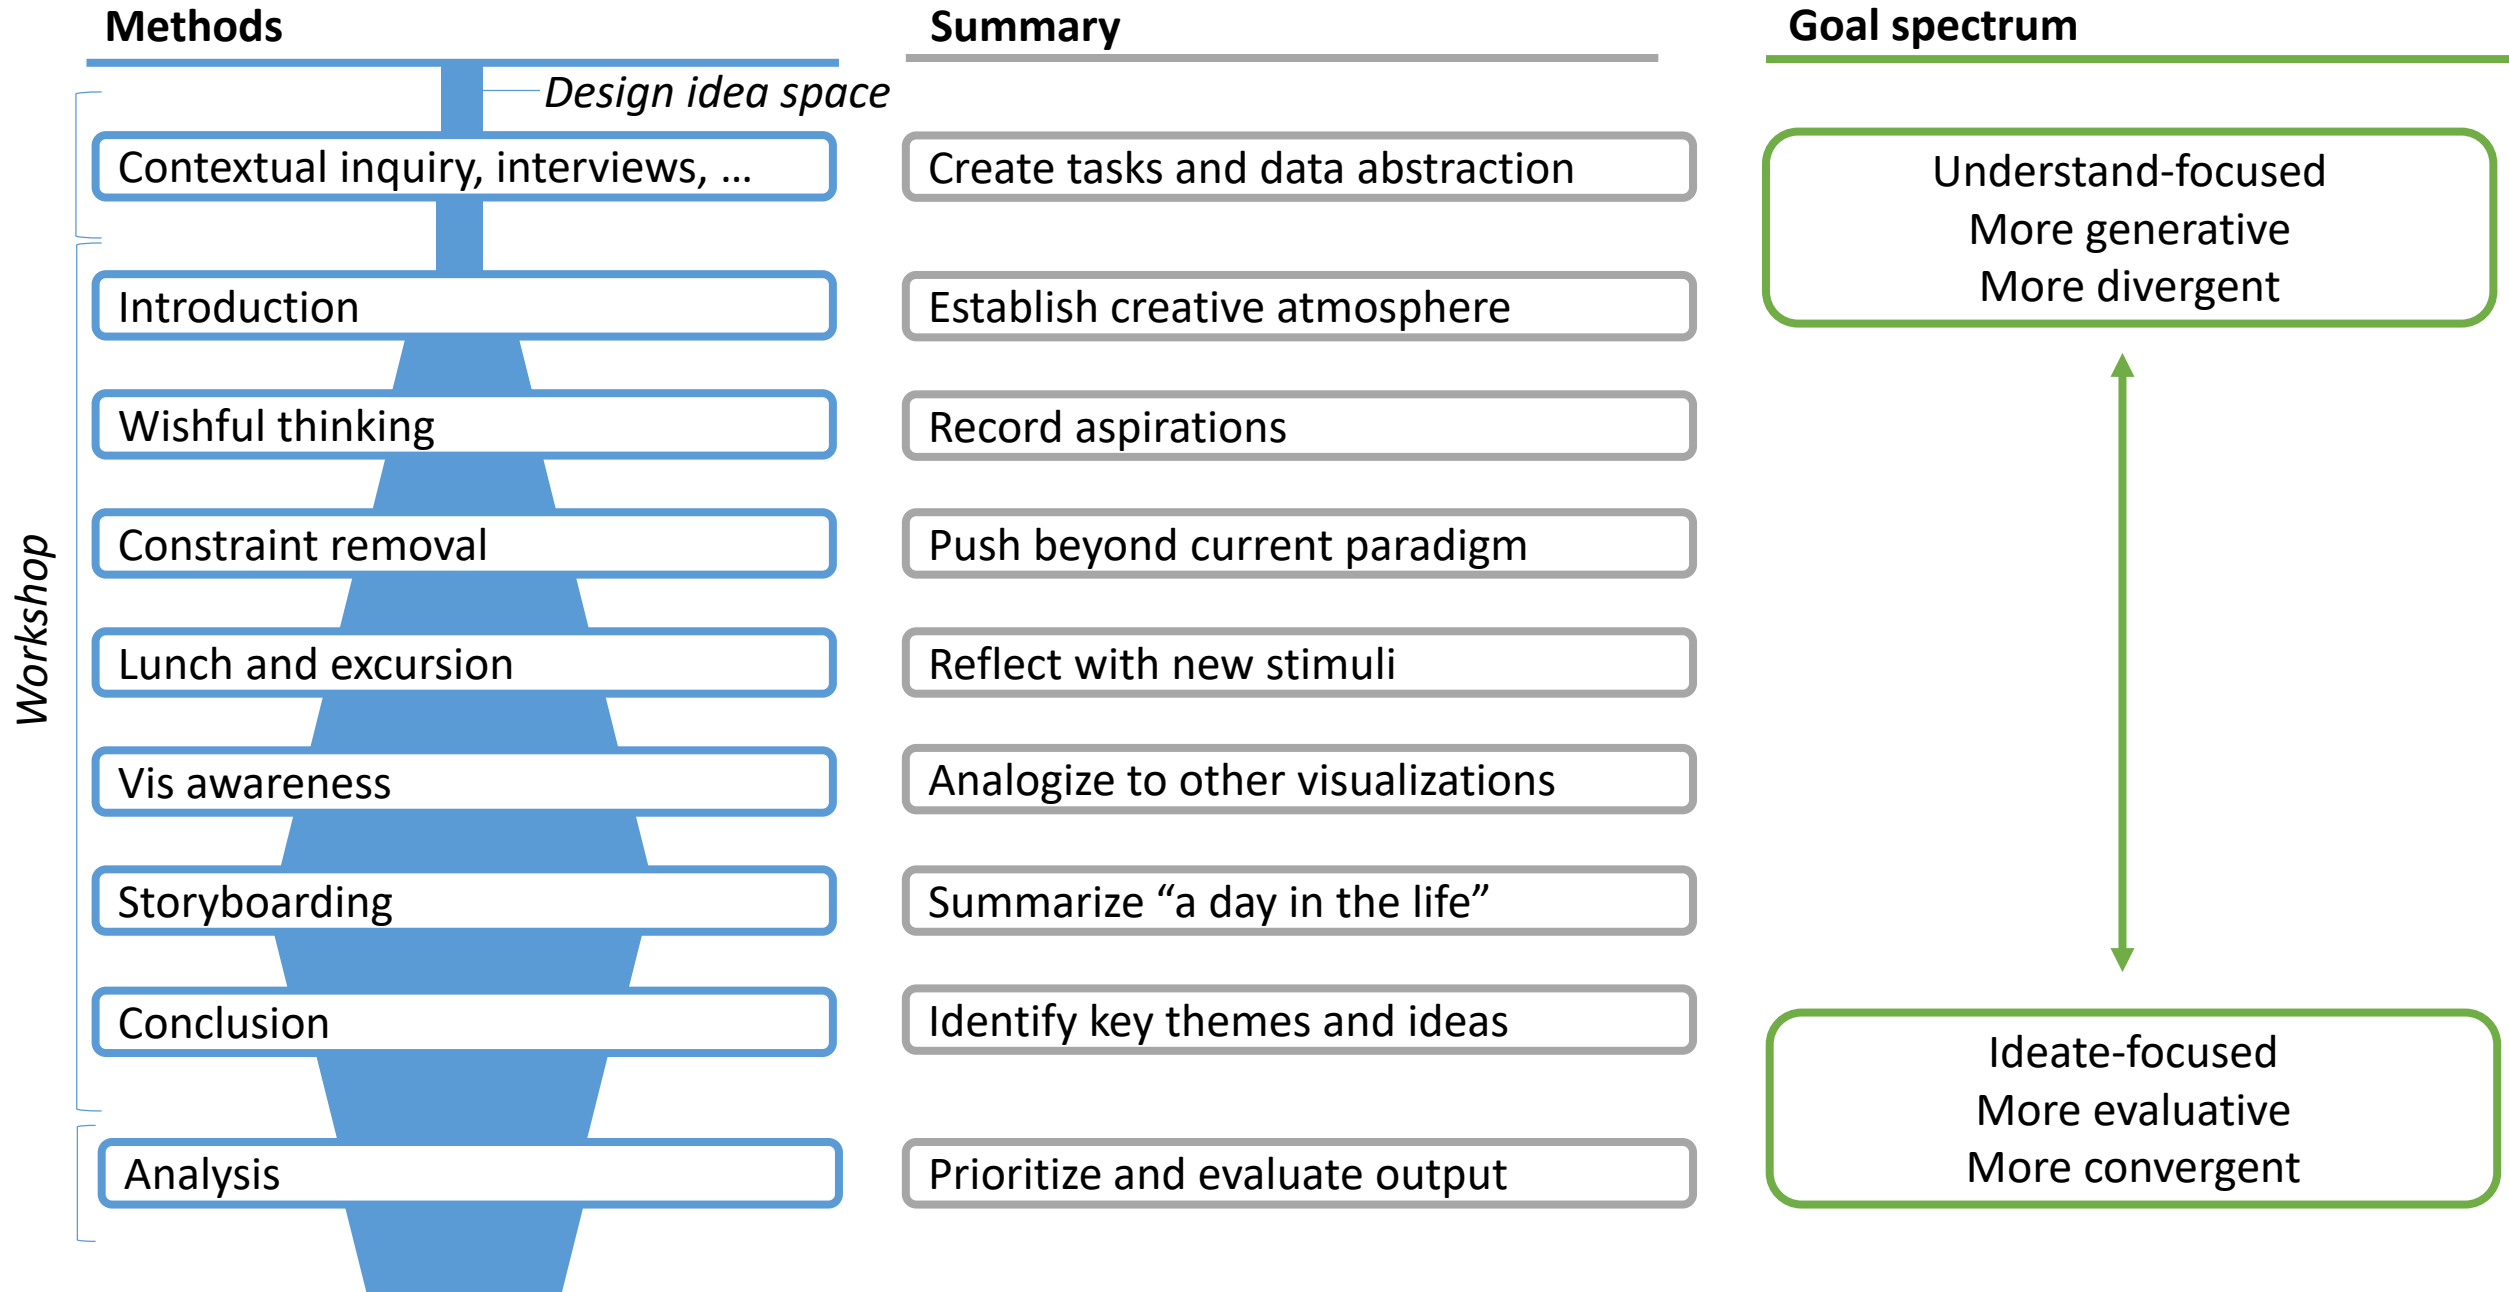 Methods
Summary
Goal spectrum
Design idea space
Contextual inquiry, interviews, ...
Create tasks and data abstraction
Understand-focused
More generative
More divergent
Introduction
Establish creative atmosphere
Wishful thinking
Record aspirations
Constraint removal
Push beyond current paradigm
Workshop
Lunch and excursion
Reflect with new stimuli
Vis awareness
Analogize to other visualizations
Storyboarding
Summarize “a day in the life”
Conclusion
Identify key themes and ideas
Ideate-focused
More evaluative
More convergent
Analysis
Prioritize and evaluate output